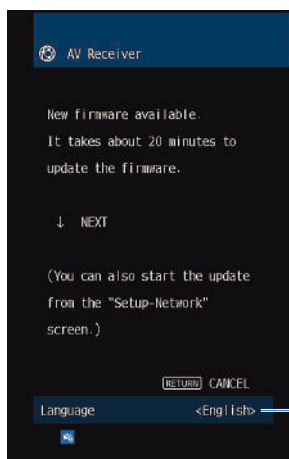 AV Receiver
New firmware available.
It takes about 20 minutes to
update the firmware.
↓ NEXT
(You can also start the update
from the "Setup-Network"
screen.)
RETURN CANCEL
Language <English>